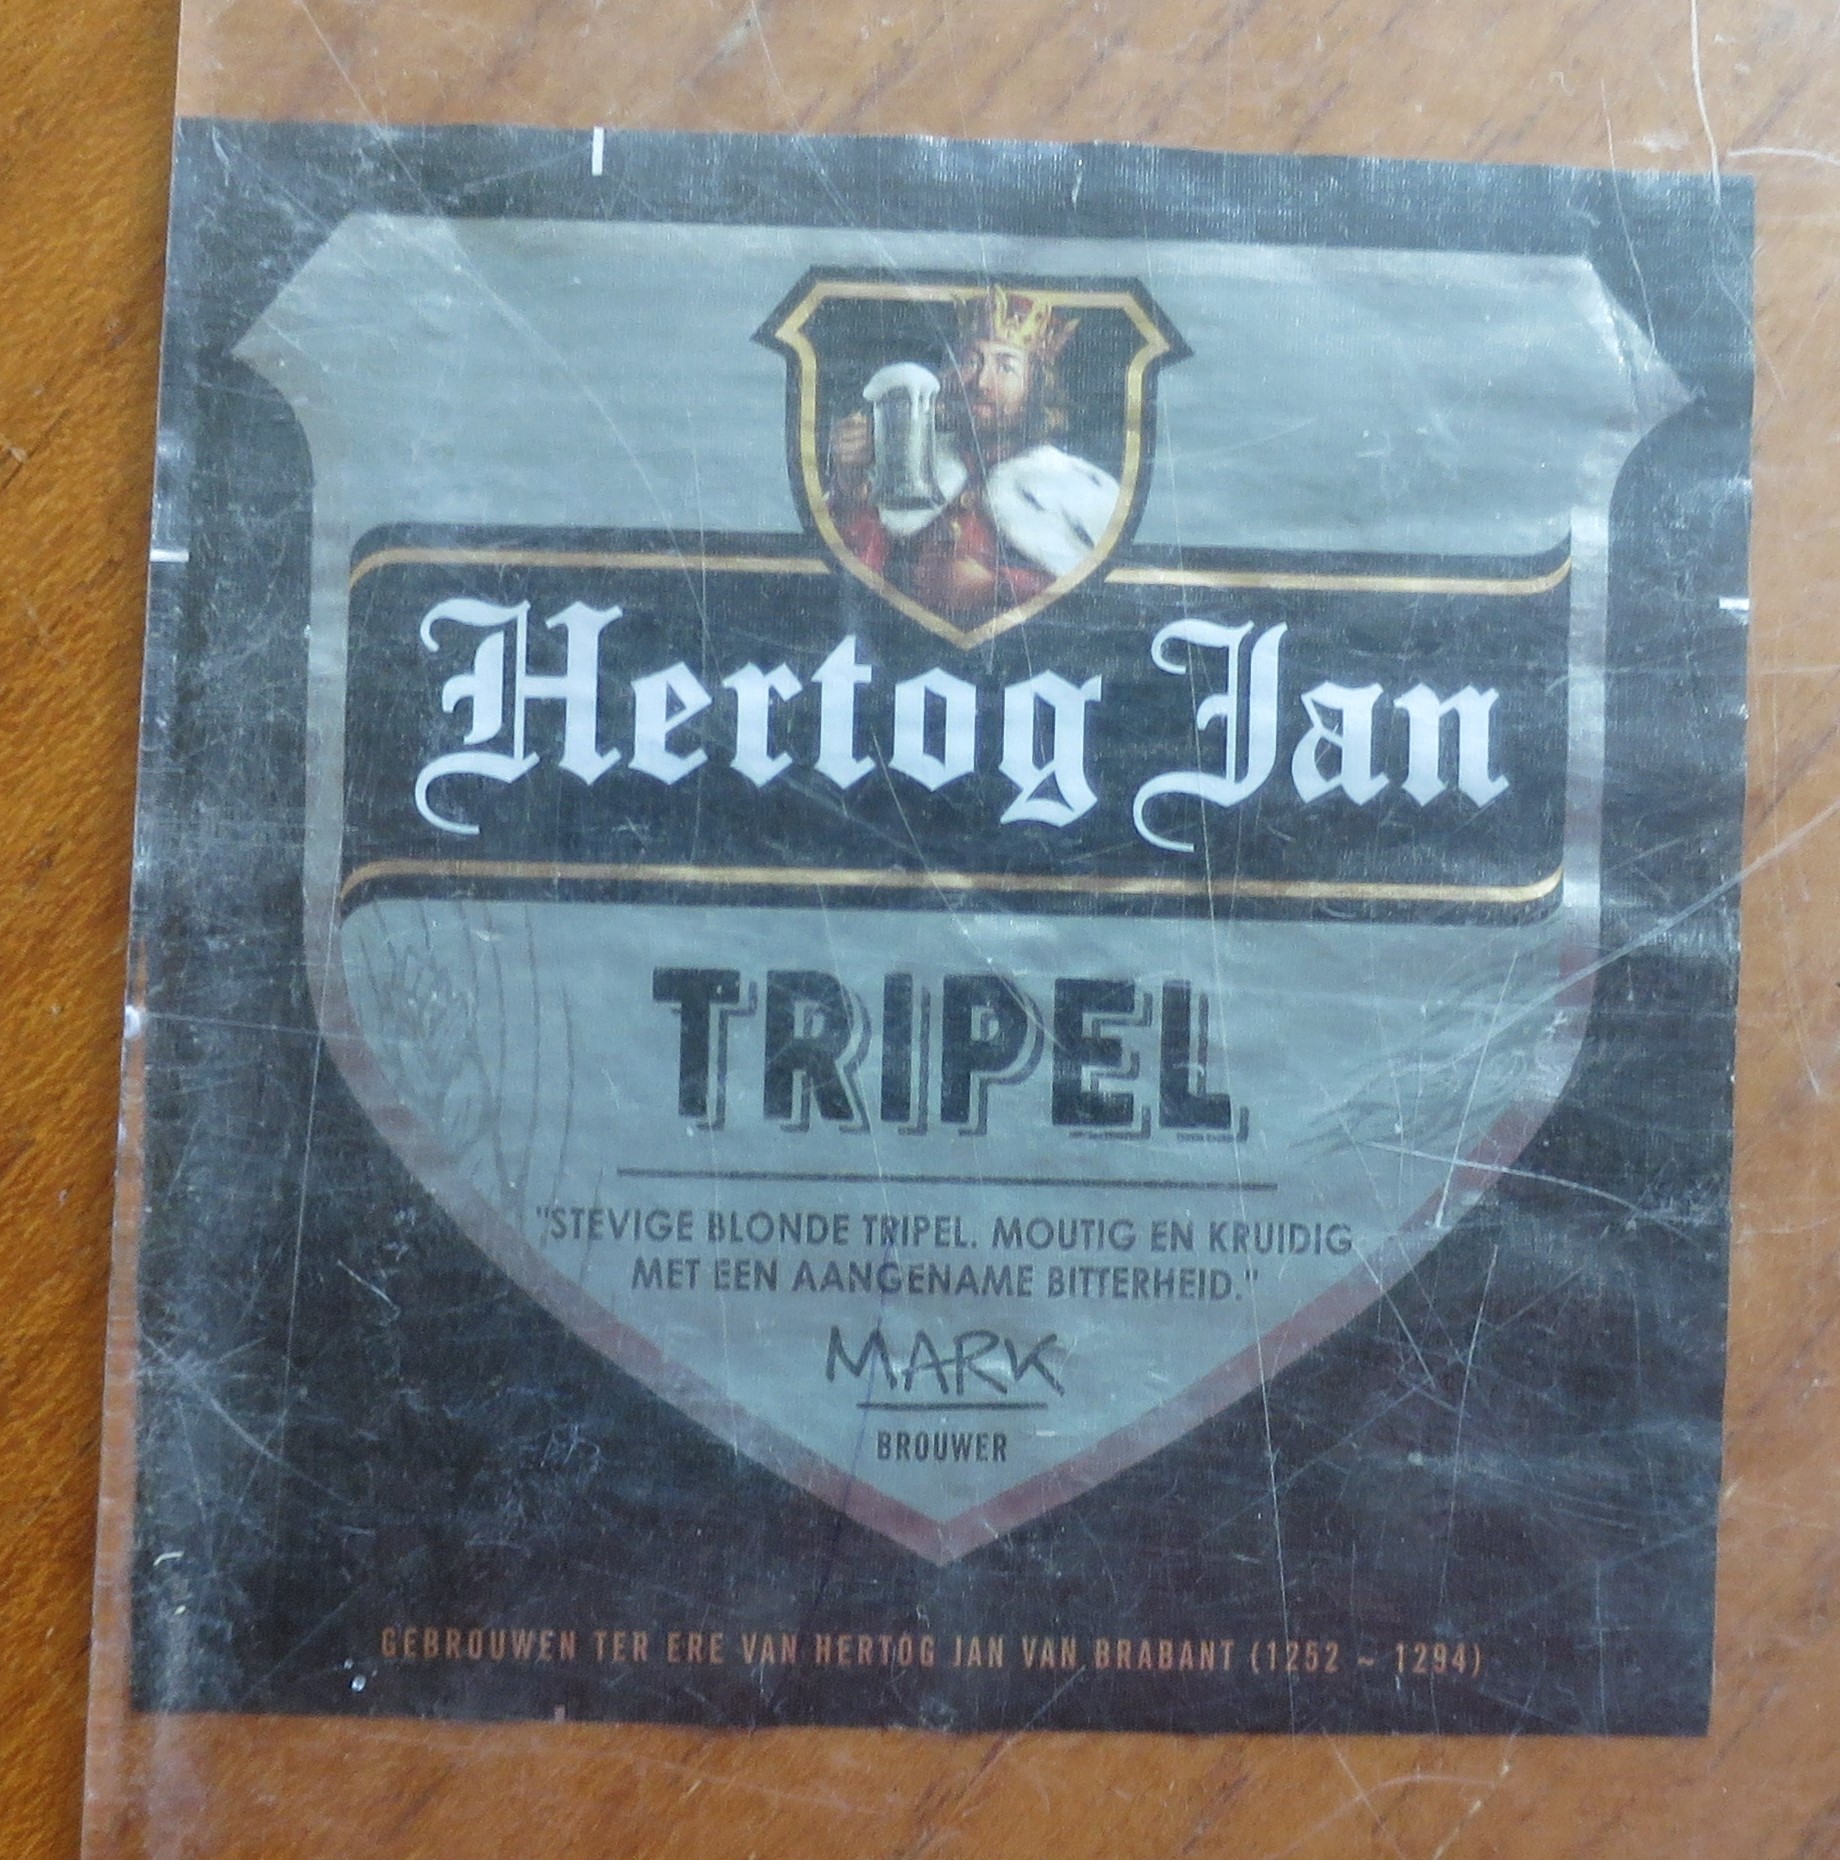 Hertog Jan
TRIPEL
"STEVIGE BLONDE TRIPEL. MOUTIG EN KRUIDIG
MET EEN AANGENAME BITTERHEID."
MARK
BROUWER
GEBROUWEN TER ERE VAN HERTOG JAN VAN BRABANT (1252 ~ 1294)